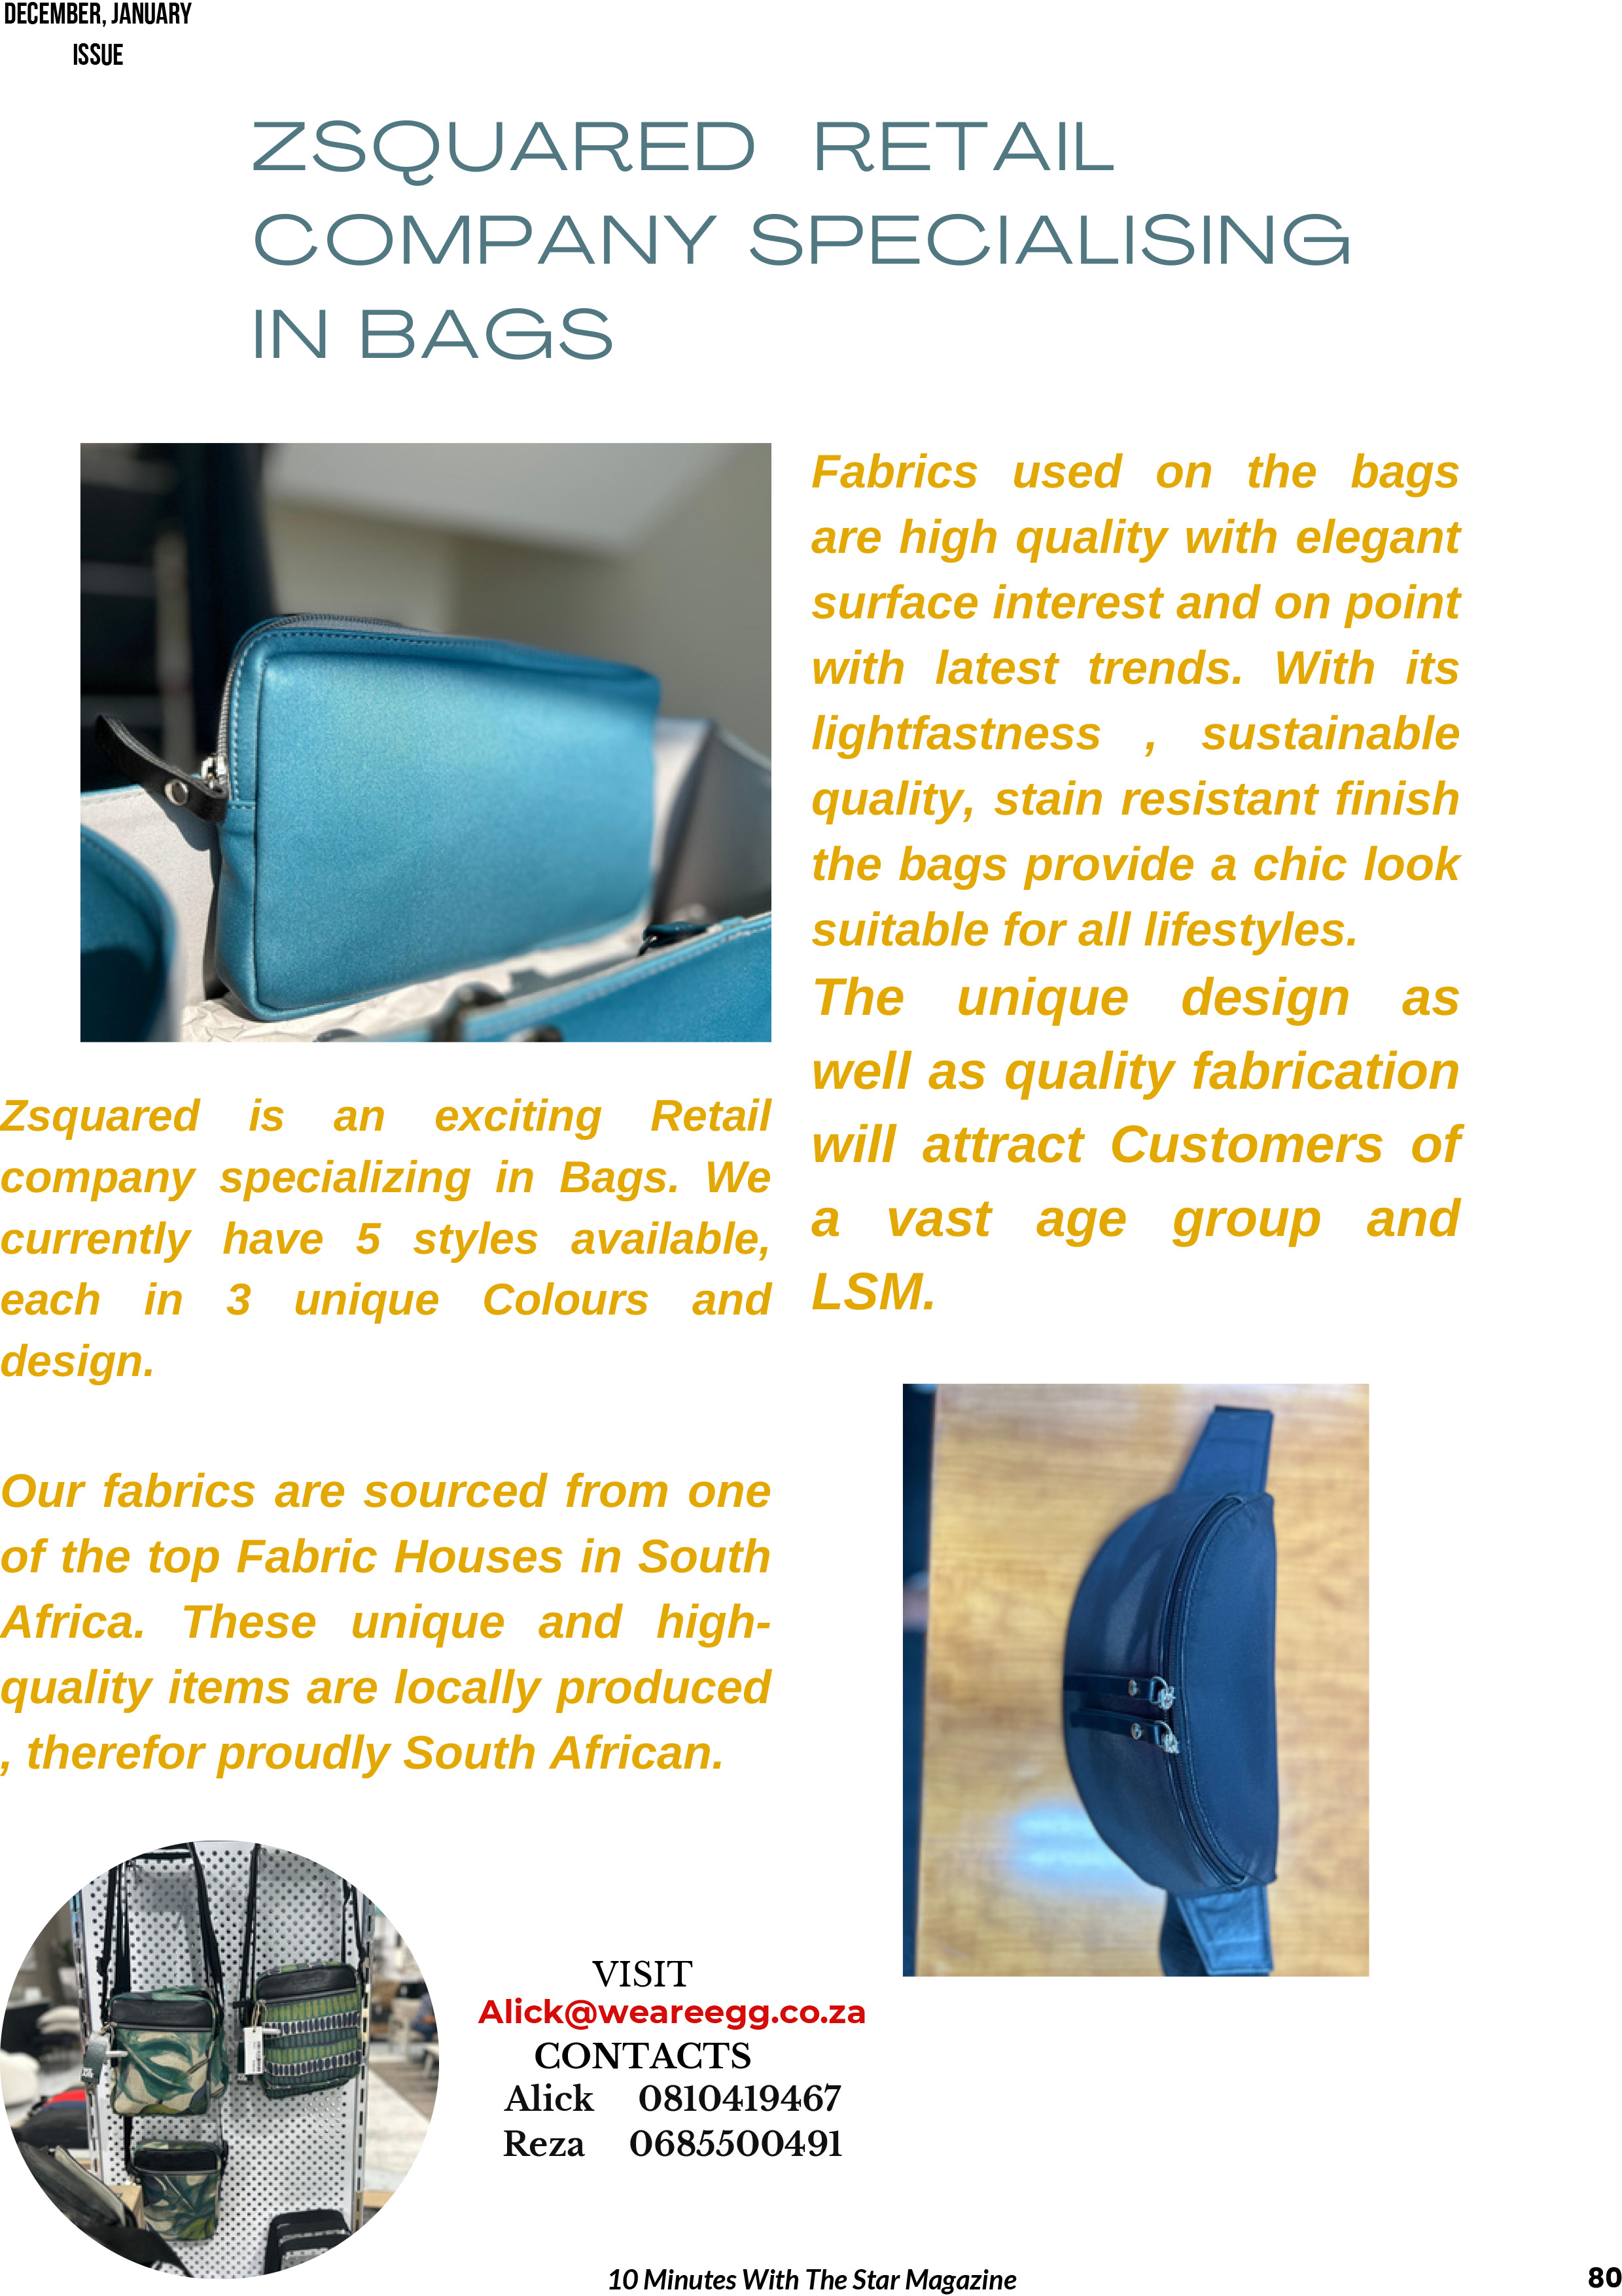 DECEMBER, JANUARY
ISSUE
ZSQUARED RETAIL
COMPANY SPECIALISING
IN BAGS
Zsquared is an exciting Retail
company specializing in Bags. We
currently have 5 styles available,
each in 3 unique Colours and
design.
Our fabrics are sourced from one
of the top Fabric Houses in South
Africa. These unique and high-
quality items are locally produced
, therefor proudly South African.
Fabrics used on the bags
are high quality with elegant
surface interest and on point
with latest trends. With its
lightfastness , sustainable
quality, stain resistant finish
the bags provide a chic look
suitable for all lifestyles.
The unique design as
well as quality fabrication
will attract Customers of
a vast age group and
LSM.
VISIT
Alick@weareegg.co.za
CONTACTS
Alick 0810419467
Reza 0685500491
10 Minutes With The Star Magazine
80